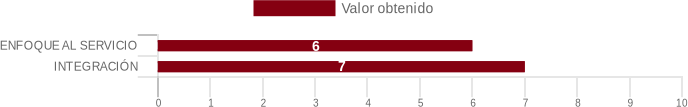 Valor obtenido
ENFOQUE AL SERVICIO
6
INTEGRACIÓN
7
0 1 2 3 4 5 6 7 8 9 10